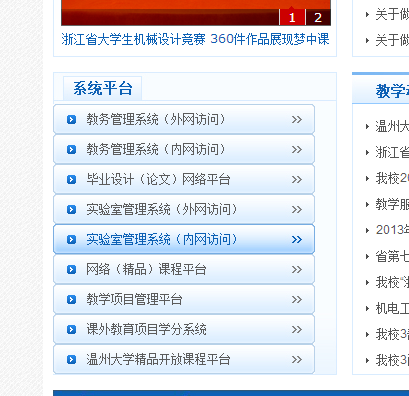 1 2
浙江省大学生机械设计竞赛 360件作品展现梦中课
系统平台
教务管理系统（外网访问）
教务管理系统（内网访问）
毕业设计（论文）网络平台
实验室管理系统（外网访问）
实验室管理系统（内网访问）
网络（精品）课程平台
教学项目管理平台
课外教育项目学分系统
温州大学精品开放课程平台
关于
关于
教学
温州大
浙江省
我校2
教学服
2013年
省第七
我校
机电工
我校3
我校3